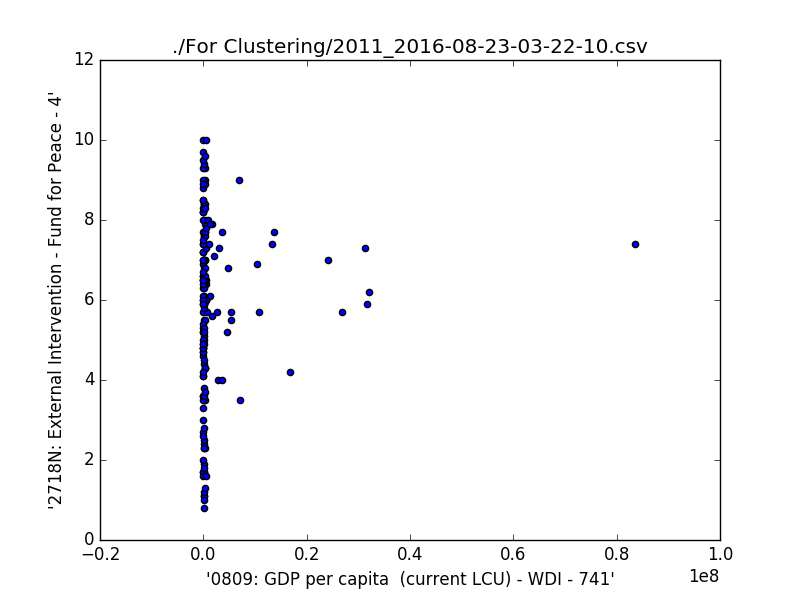 ./For Clustering/2011_2016-08-23-03-22-10.csv
12
10
8
6
4
2
0
'2718N: External Intervention - Fund for Peace - 4'
−0.2 0.0 0.2 0.4 0.6 0.8 1.0
1e8
'0809: GDP per capita  (current LCU) - WDI - 741'